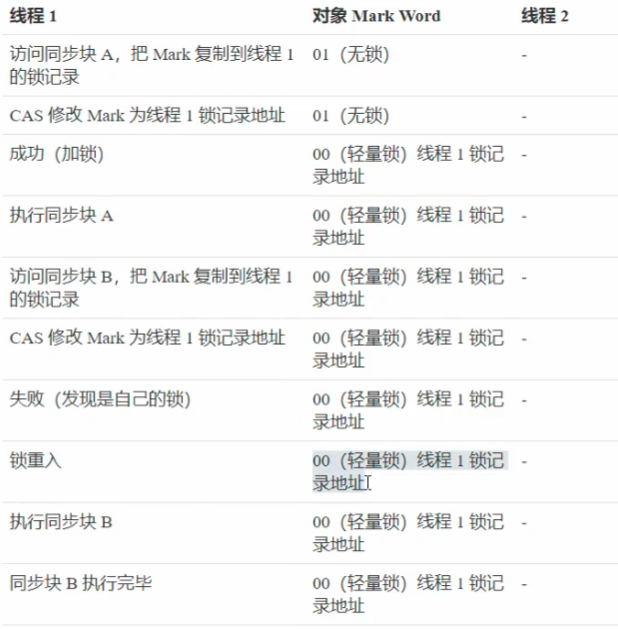 线程 1 对象 Mark Word 线程 2
访问同步块 A，把 Mark 复制到线程 1 01（无锁） -
的锁记录
CAS 修改 Mark 为线程 1 锁记录地址 01（无锁） -
成功（加锁） 00（轻量锁）线程 1 锁记 -
录地址
执行同步块 A 00（轻量锁）线程 1 锁记 -
录地址
访问同步块 B，把 Mark 复制到线程 1 00（轻量锁）线程 1 锁记 -
的锁记录 录地址
CAS 修改 Mark 为线程 1 锁记录地址 00（轻量锁）线程 1 锁记 -
录地址
失败（发现是自己的锁） 00（轻量锁）线程 1 锁记 -
录地址
锁重入 00（轻量锁）线程 1 锁记 -
录地址
执行同步块 B 00（轻量锁）线程 1 锁记 -
录地址
同步块 B 执行完毕 00（轻量锁）线程 1 锁记 -
录地址